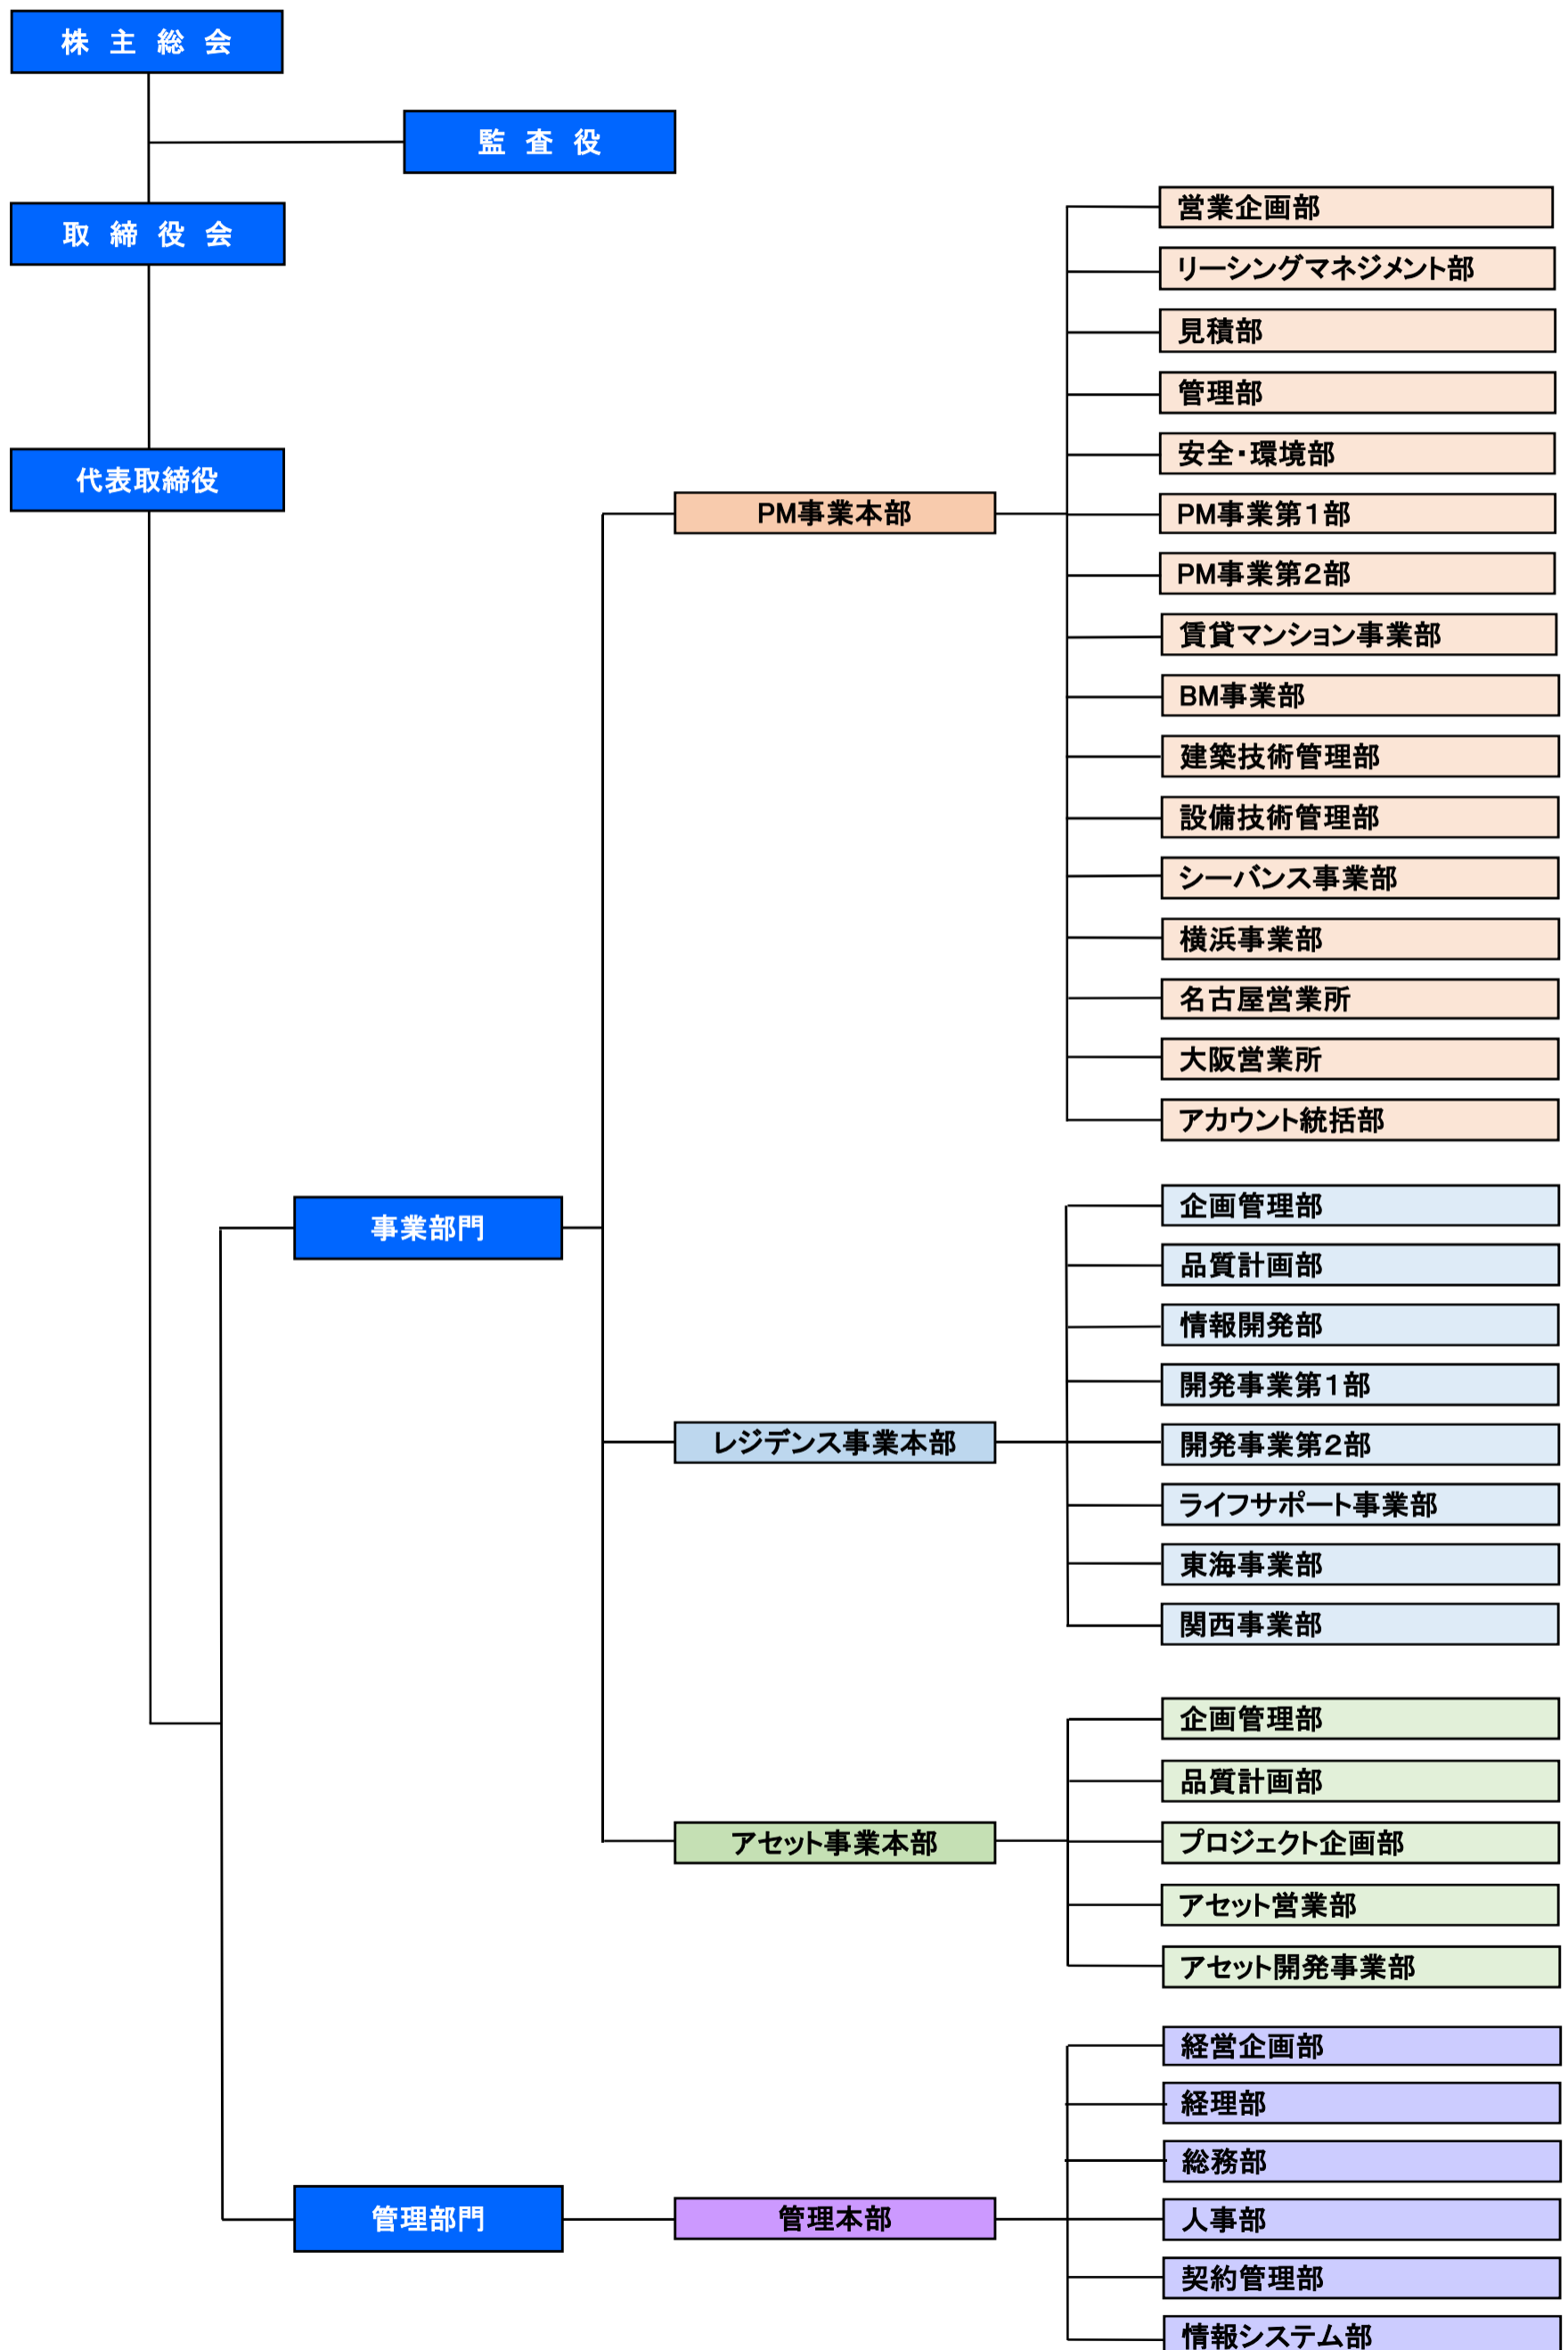 株主総会
監査役
取締役会
代表取締役
事業部門
PM事業本部
営業企画部
リーシングマネジメント部
見積部
管理部
安全・環境部
PM事業第1部
PM事業第2部
賃貸マンション事業部
BM事業部
建築技術管理部
設備技術管理部
シーバンス事業部
横浜事業部
名古屋営業所
大阪営業所
アカウント統括部
レジデンス事業本部
企画管理部
品質計画部
情報開発部
開発事業第1部
開発事業第2部
ライフサポート事業部
東海事業部
関西事業部
アセット事業本部
企画管理部
品質計画部
プロジェクト企画部
アセット営業部
アセット開発事業部
管理部門
管理本部
経営企画部
経理部
総務部
人事部
契約管理部
情報システム部